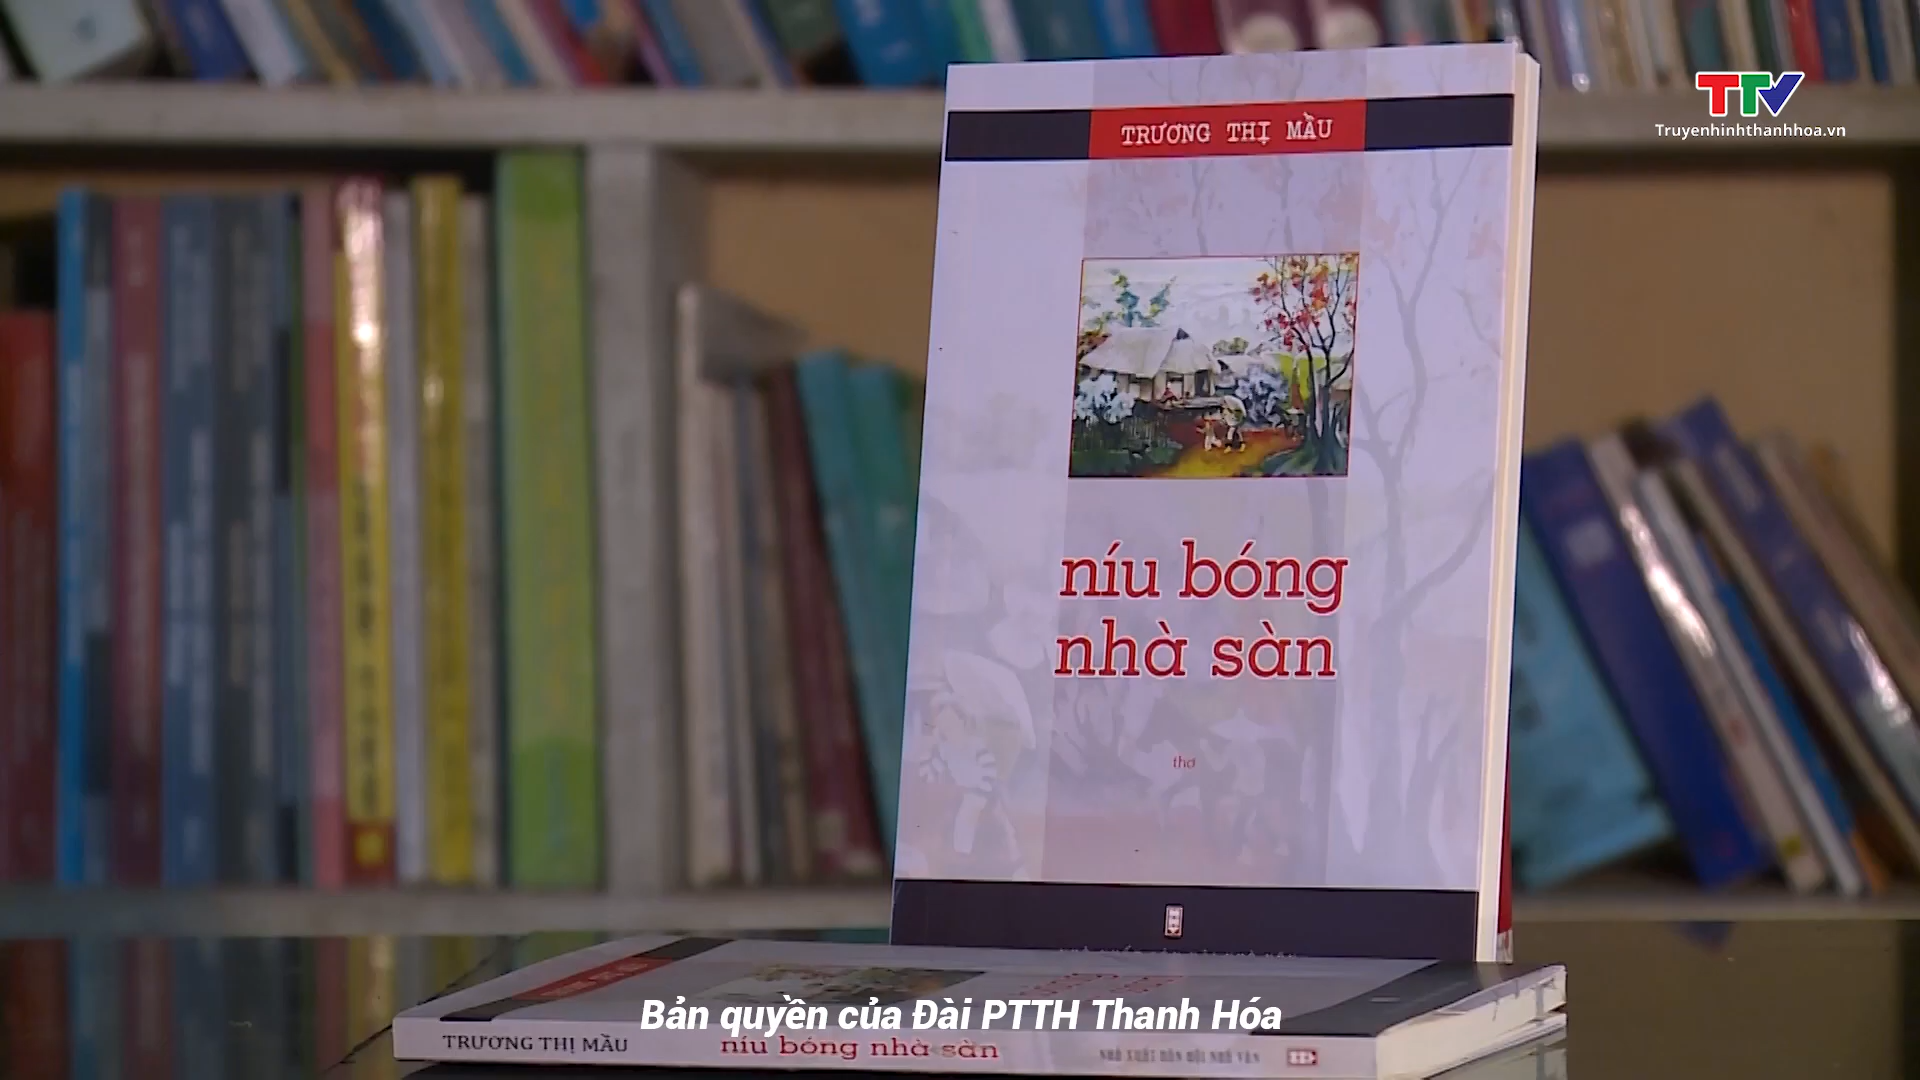 TTV
Truyenhinhthanhhoa.vn
TRƯƠNG THỊ MẦU
níu bóng
nhà sàn
thơ
Bản quyền của Đài PTTH Thanh Hóa
TRƯƠNG THỊ MẦU
níu bóng nhà sàn
NHÀ XUẤT BẢN HỘI NHÀ VĂN